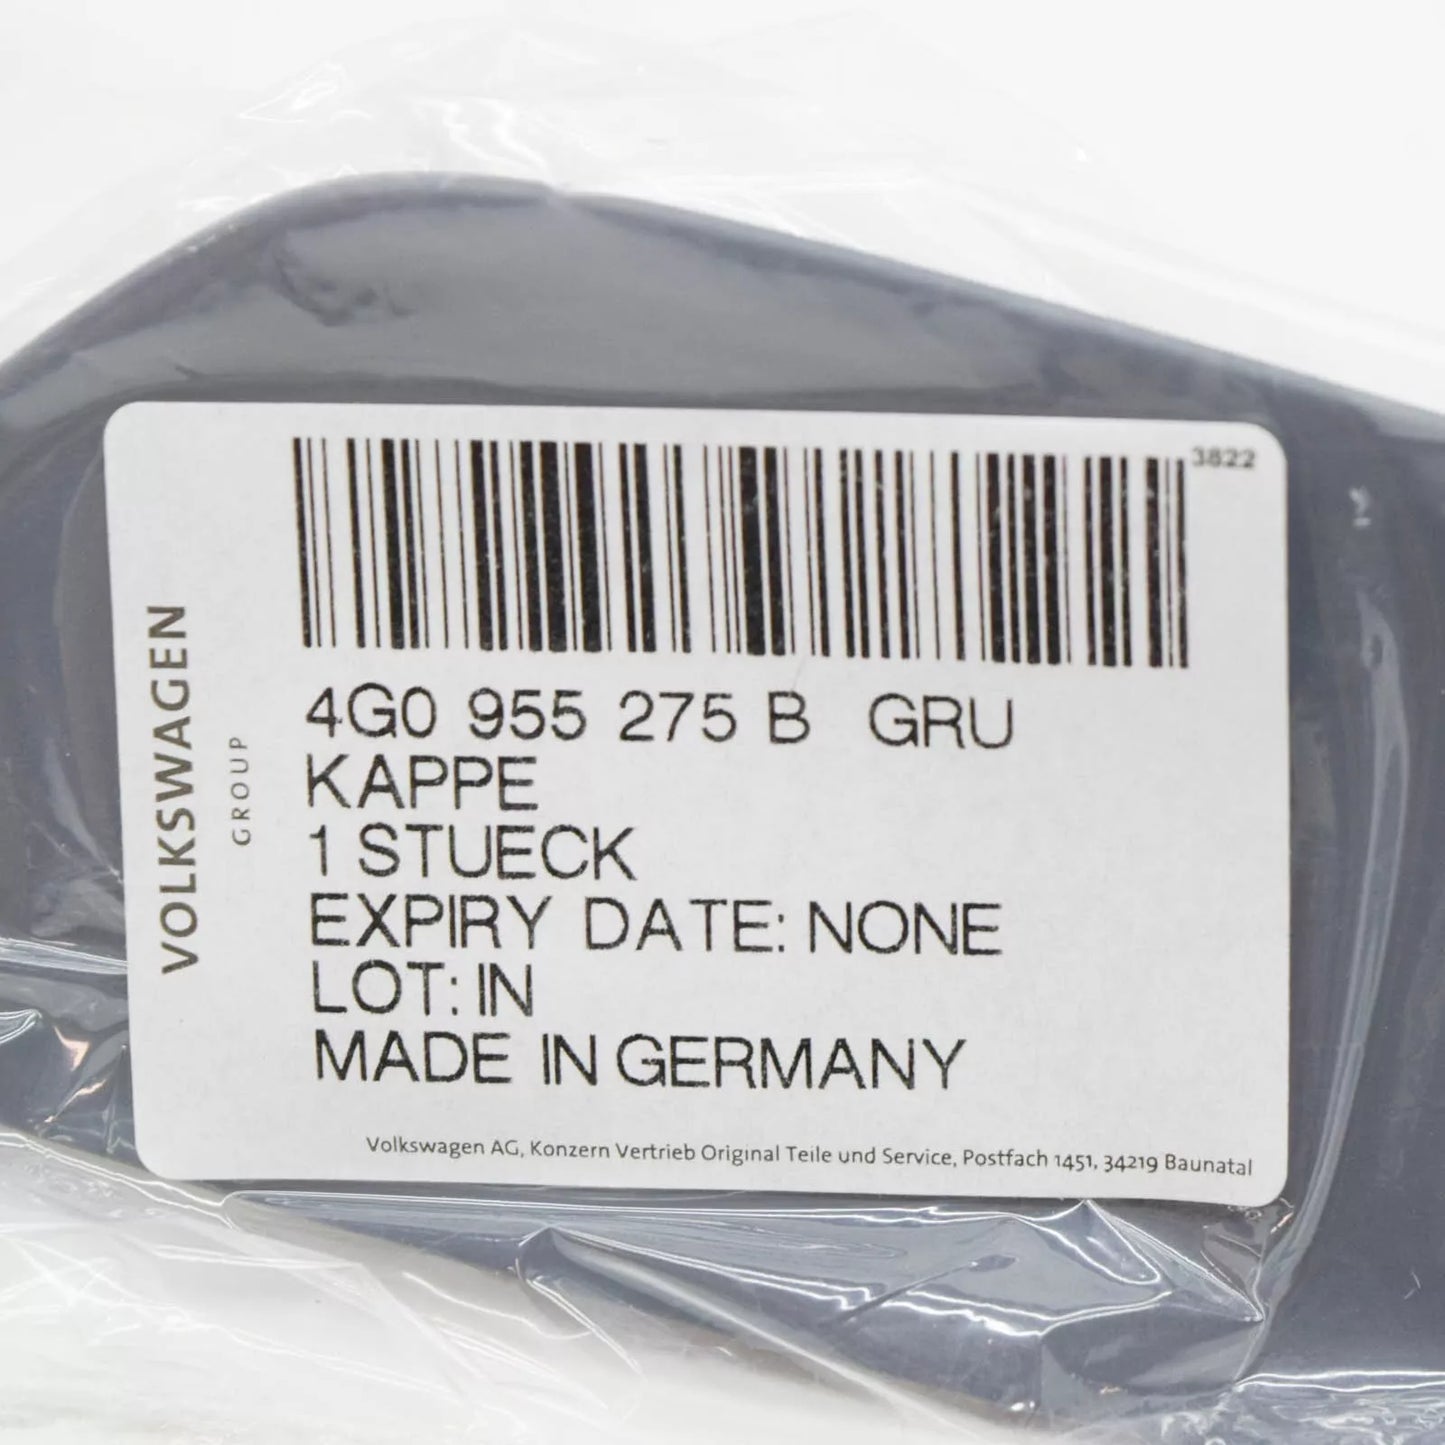 3822
4G0 955 275 B GRU
KAPPE
1 STUECK
EXPIRY DATE: NONE
LOT: IN
MADE IN GERMANY
Volkswagen AG, Konzern Vertrieb Original Teile und Service, Postfach 1451, 34219 Baunatal
VOLKSWAGEN
GROUP